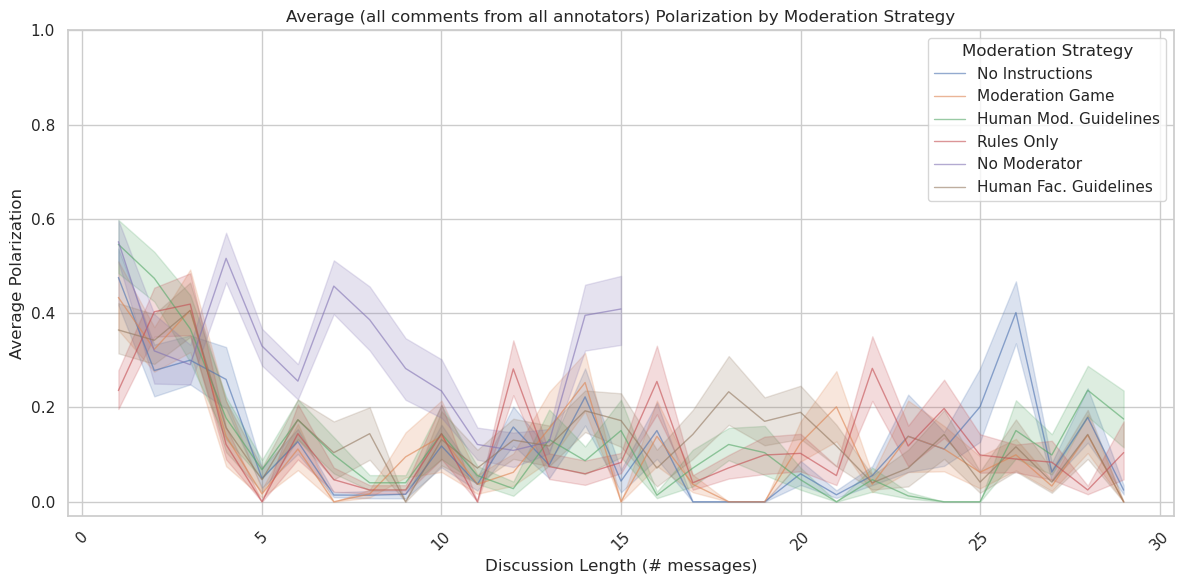 Average (all comments from all annotators) Polarization by Moderation Strategy
Average Polarization
1.0
0.8
0.6
0.4
0.2
0.0
Moderation Strategy
No Instructions
Moderation Game
Human Mod. Guidelines
Rules Only
No Moderator
Human Fac. Guidelines
0
5
10
15
20
25
30
Discussion Length (# messages)